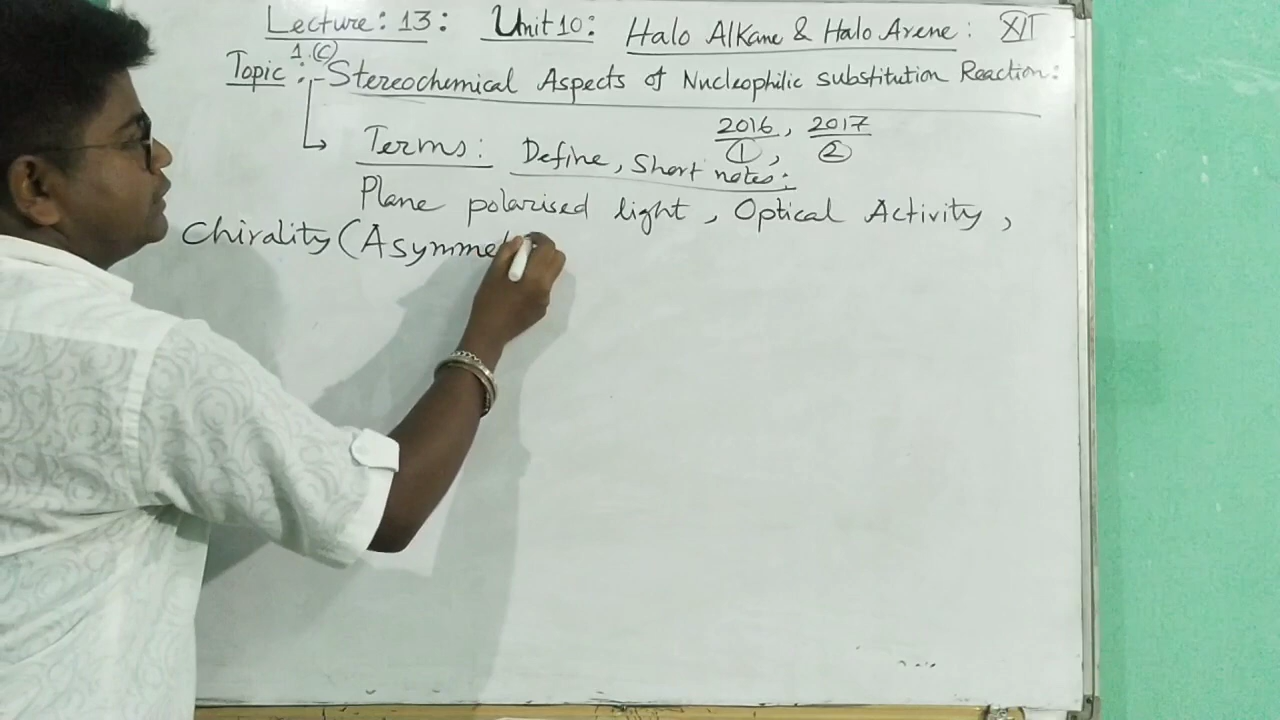 Lecture: 13: Unit 10: Halo Alkane & Halo Arene: XII
1.(C)
Topic: - Stereochemical Aspects of Nucleophilic substitution Reaction:
2016, 2017
Terms: Define, Short notes: 1, 2
Plane polarised light, Optical Activity,
Chirality (Asymme